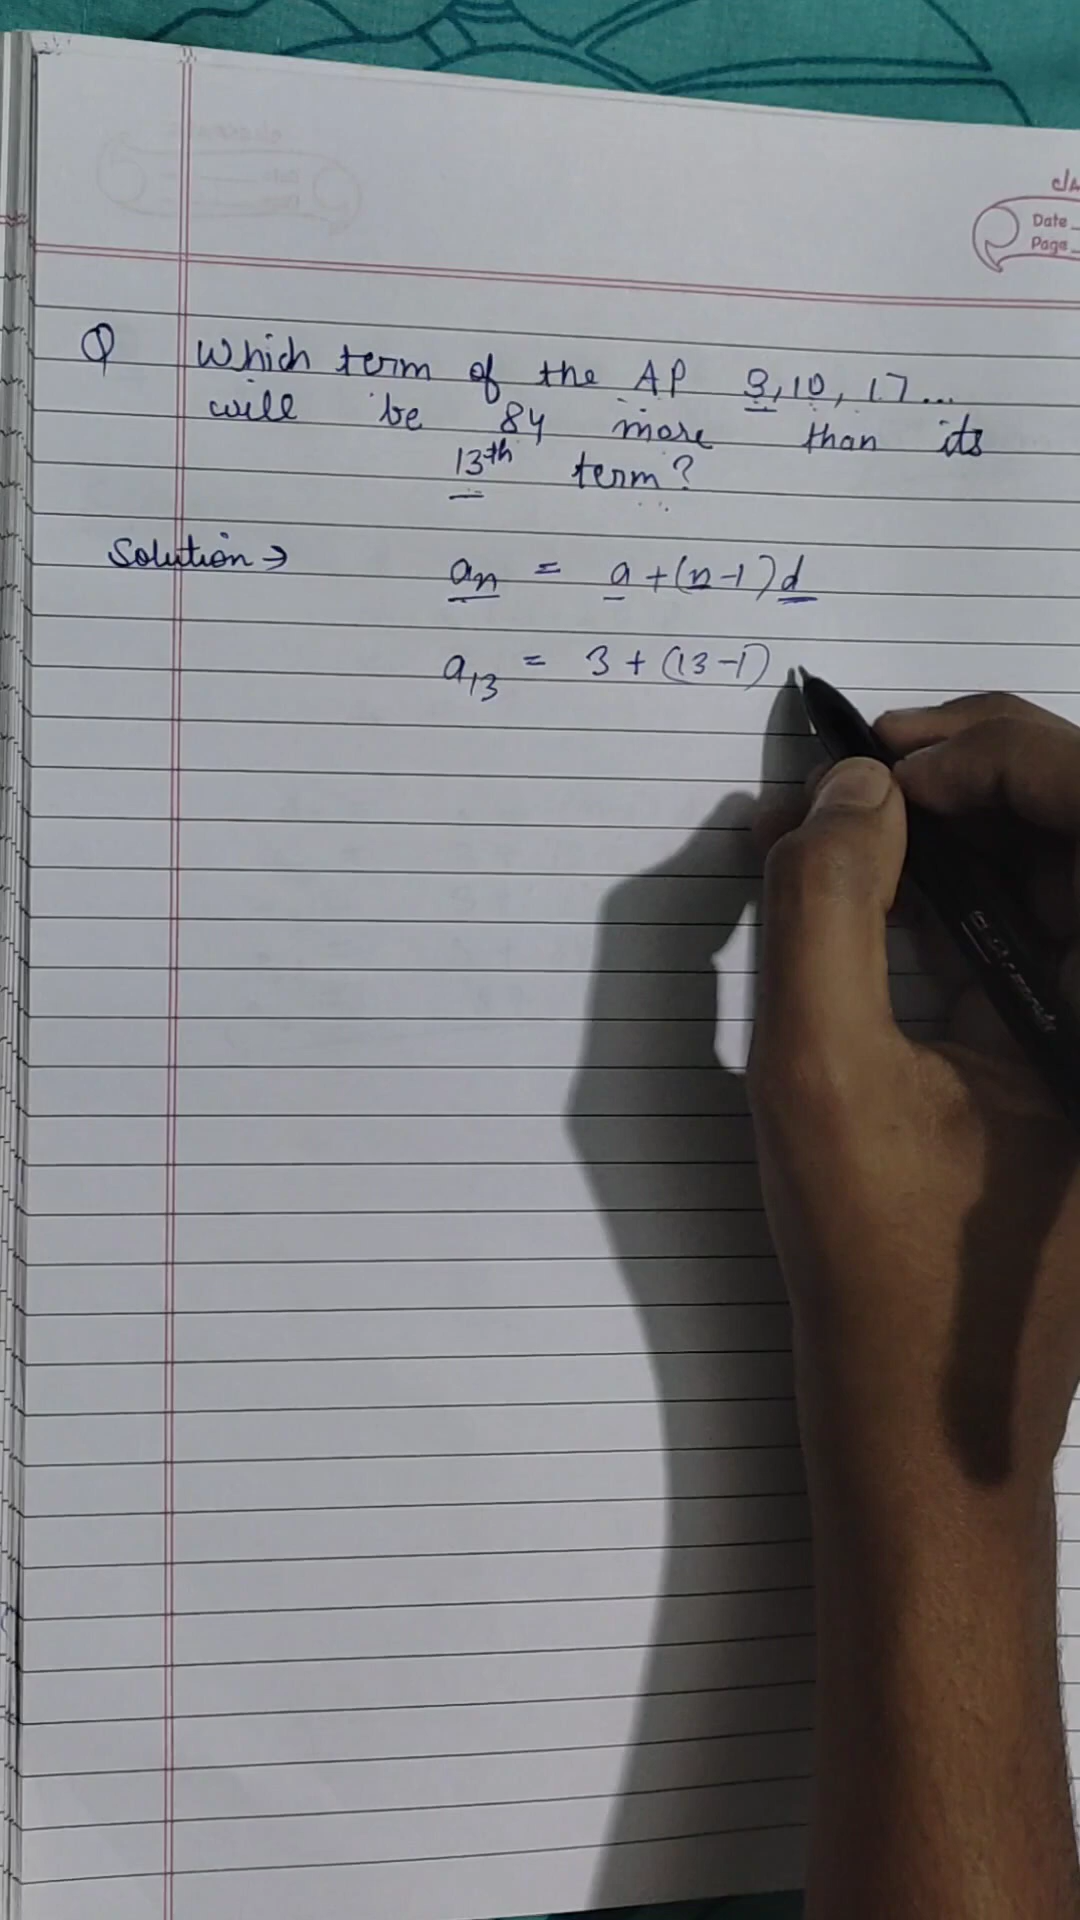 Date
Page
Q Which term of the AP 3, 10, 17...
will be 84 more than its
13th term?
Solution → an = a + (n-1)d
a13 = 3 + (13-1)